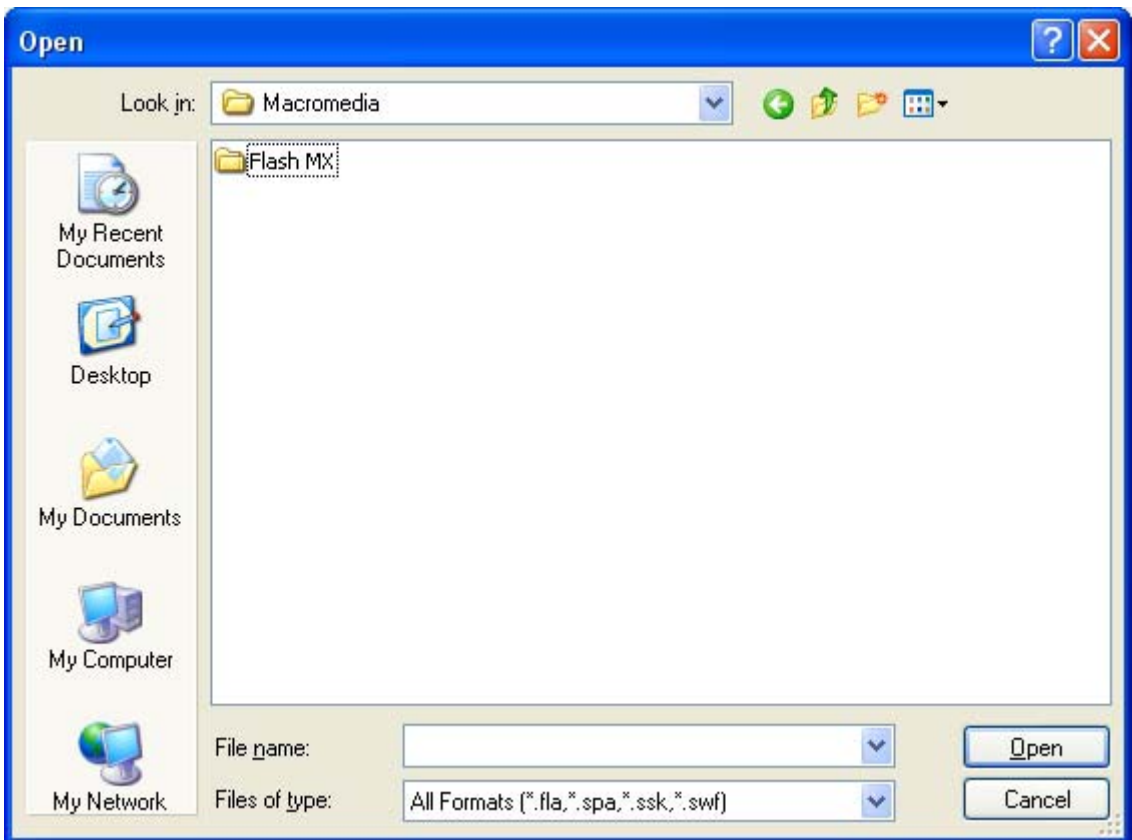 Open
Look in:
Macromedia
Flash MX
My Recent
Documents
Desktop
My Documents
My Computer
My Network
File name:
Open
Files of type:
All Formats (*.fla,*.spa,*.ssk,*.swf)
Cancel